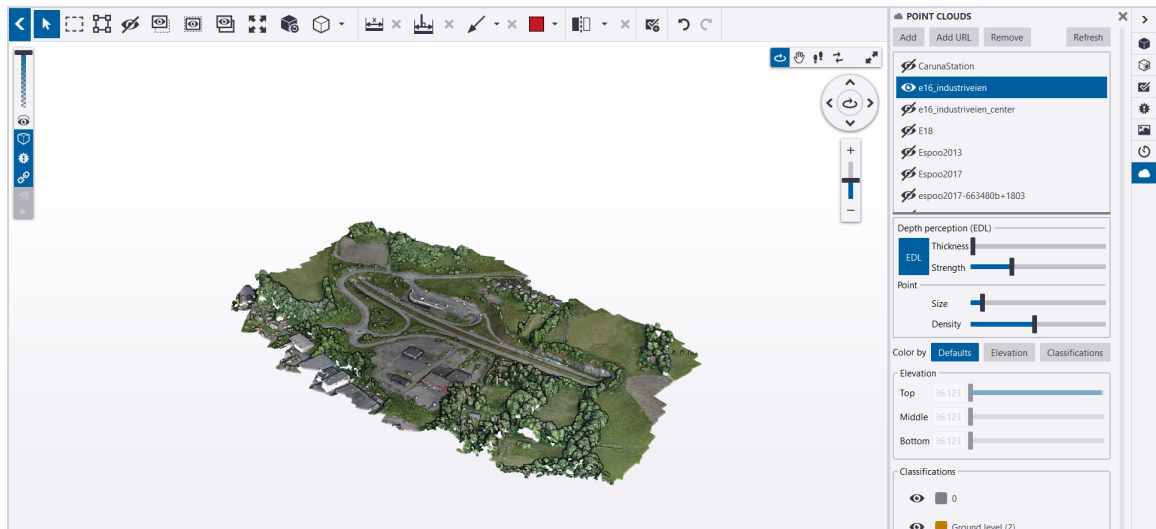 POINT CLOUDS
Add Add URL Remove Refresh
CarunaStation
e16_industriveien
e16_industriveien_center
E18
Espoo2013
Espoo2017
espoo2017-663480b+1803
Depth perception (EDL)
EDL
Thickness
Strength
Point
Size
Density
Color by Defaults Elevation Classifications
Elevation
Top 36.123
Middle 36.123
Bottom 36.123
Classifications
0
Ground level (2)